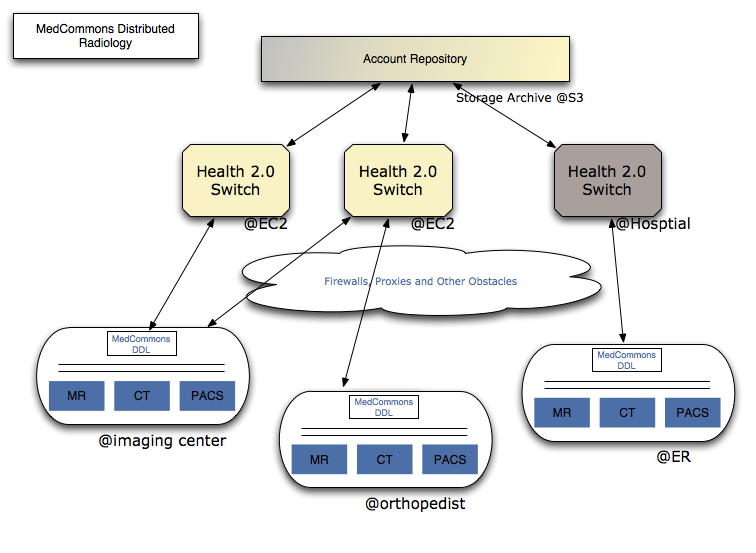 MedCommons Distributed
Radiology
Account Repository
Storage Archive @S3
Health 2.0
Switch
@EC2
Health 2.0
Switch
@EC2
Health 2.0
Switch
@Hosptial
Firewalls, Proxies and Other Obstacles
MedCommons
DDL
MR
CT
PACS
@imaging center
MedCommons
DDL
MR
CT
PACS
@orthopedist
MedCommons
DDL
MR
CT
PACS
@ER